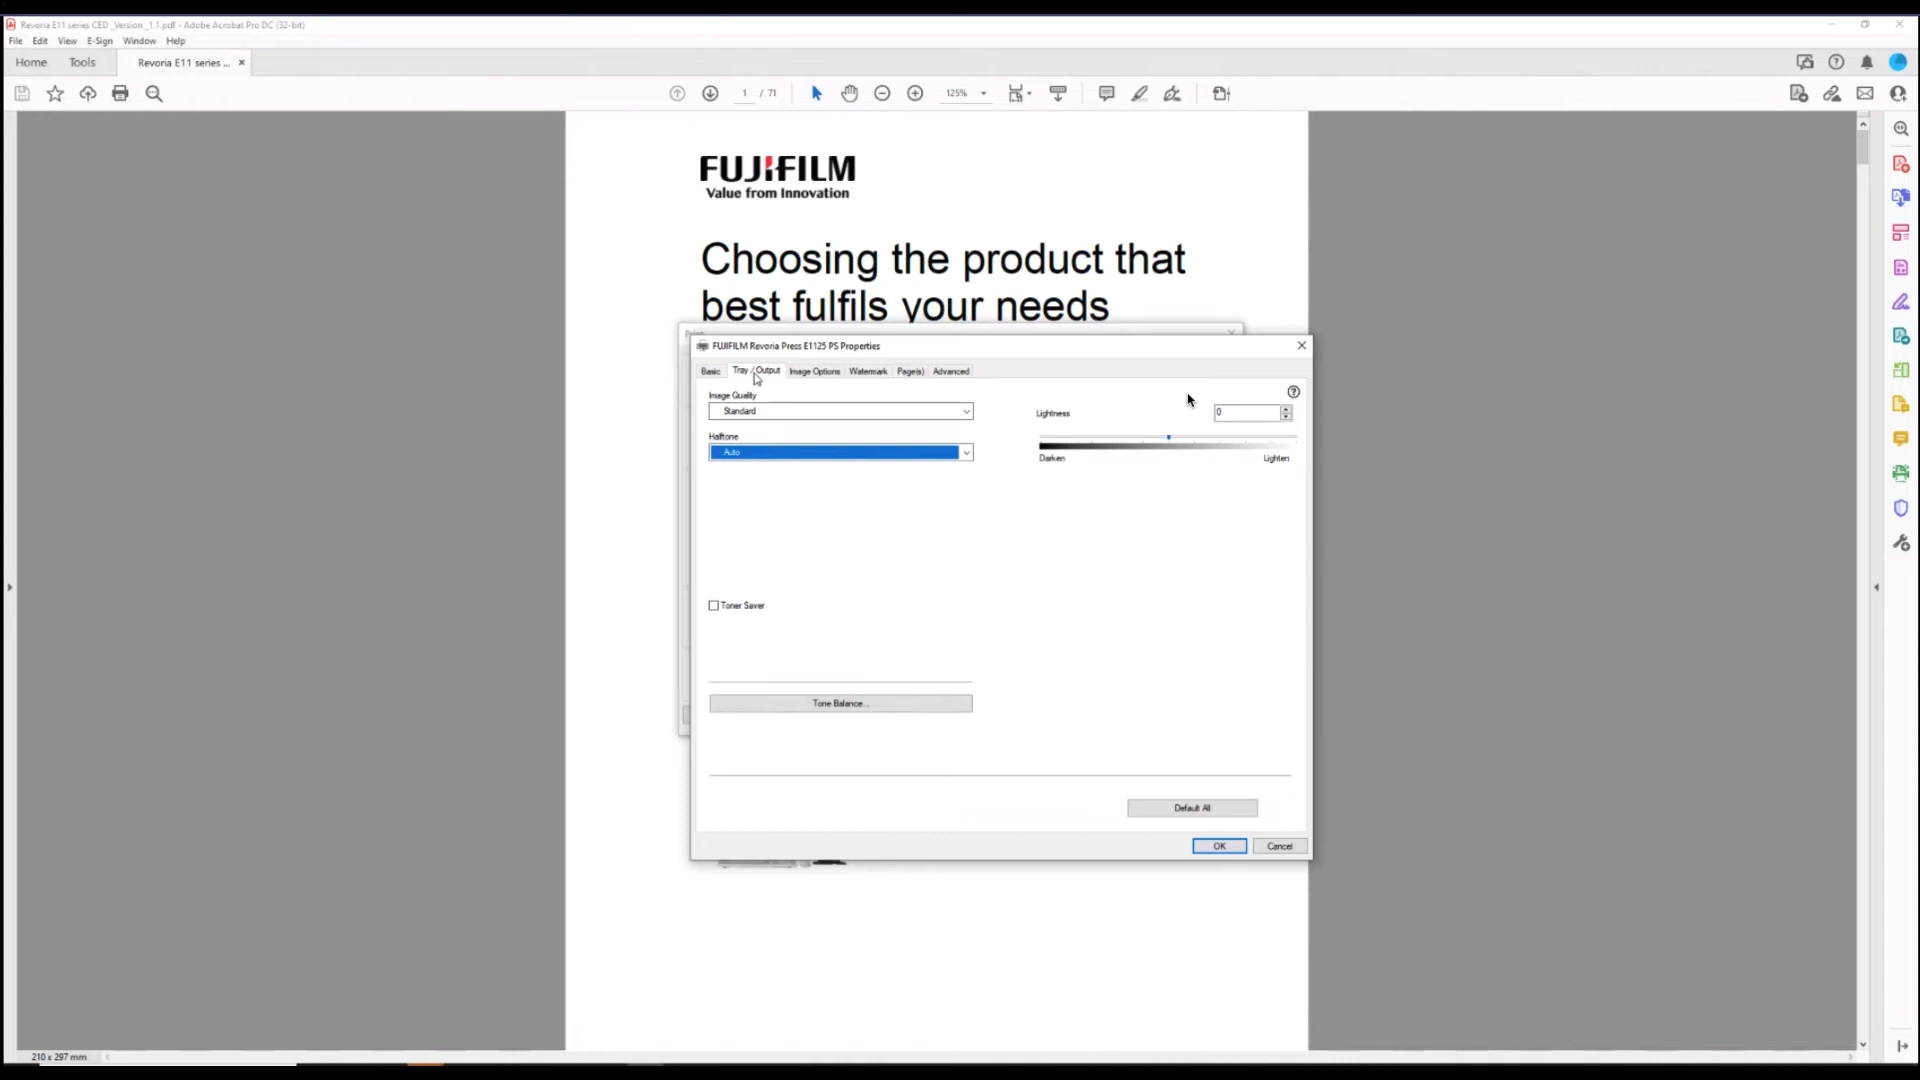 Revoria E11 series CED _Version _1.1.pdf - Adobe Acrobat Pro DC (32-bit)
File Edit View E-Sign Window Help
Home Tools Revoria E11 series ...
1 / 71 125%
FUJIFILM
Value from Innovation
Choosing the product that
best fulfils your needs
FUJIFILM Revoria Press E1125 PS Properties
Basic Tray / Output Image Options Watermark Page(s) Advanced
Image Quality
Standard
Lightness 0
Halftone
Auto
Darken Lighten
Toner Saver
Tone Balance...
Default All
OK Cancel
210 x 297 mm